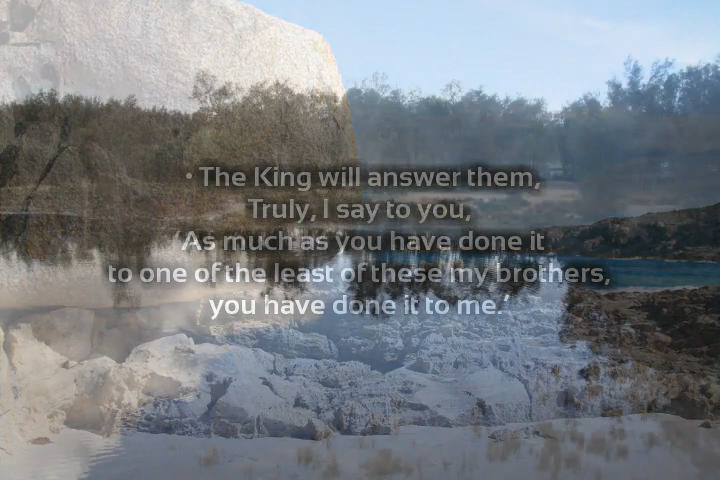 • The King will answer them,
Truly, I say to you,
As much as you have done it
to one of the least of these my brothers,
you have done it to me.